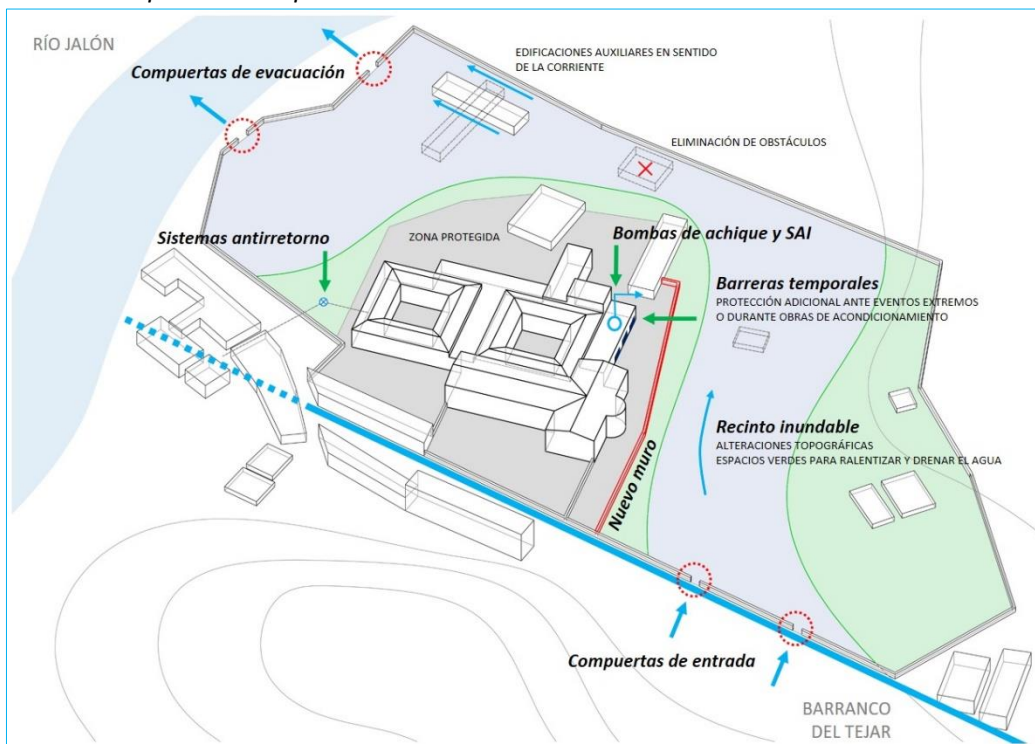 RÍO JALÓN
Compuertas de evacuación
EDIFICACIONES AUXILIARES EN SENTIDO
DE LA CORRIENTE
ELIMINACIÓN DE OBSTÁCULOS
Sistemas antirretorno
ZONA PROTEGIDA
Bombas de achique y SAI
Barreras temporales
PROTECCIÓN ADICIONAL ANTE EVENTOS EXTREMOS
O DURANTE OBRAS DE ACONDICIONAMIENTO
Recinto inundable
ALTERACIONES TOPOGRÁFICAS
ESPACIOS VERDES PARA RALENTIZAR Y DRENAR EL AGUA
Nuevo muro
Compuertas de entrada
BARRANCO
DEL TEJAR